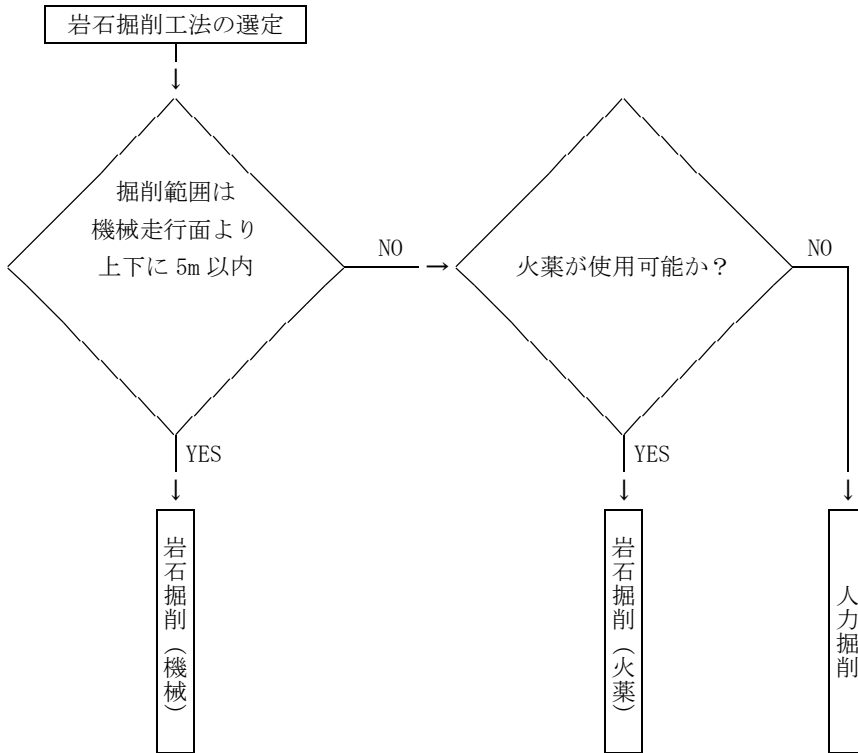 岩石掘削工法の選定
↓
掘削範囲は
機械走行面より
上下に 5m 以内
NO
→
火薬が使用可能か？
NO
YES
↓
YES
↓
↓
岩石掘削（機械）
岩石掘削（火薬）
人力掘削